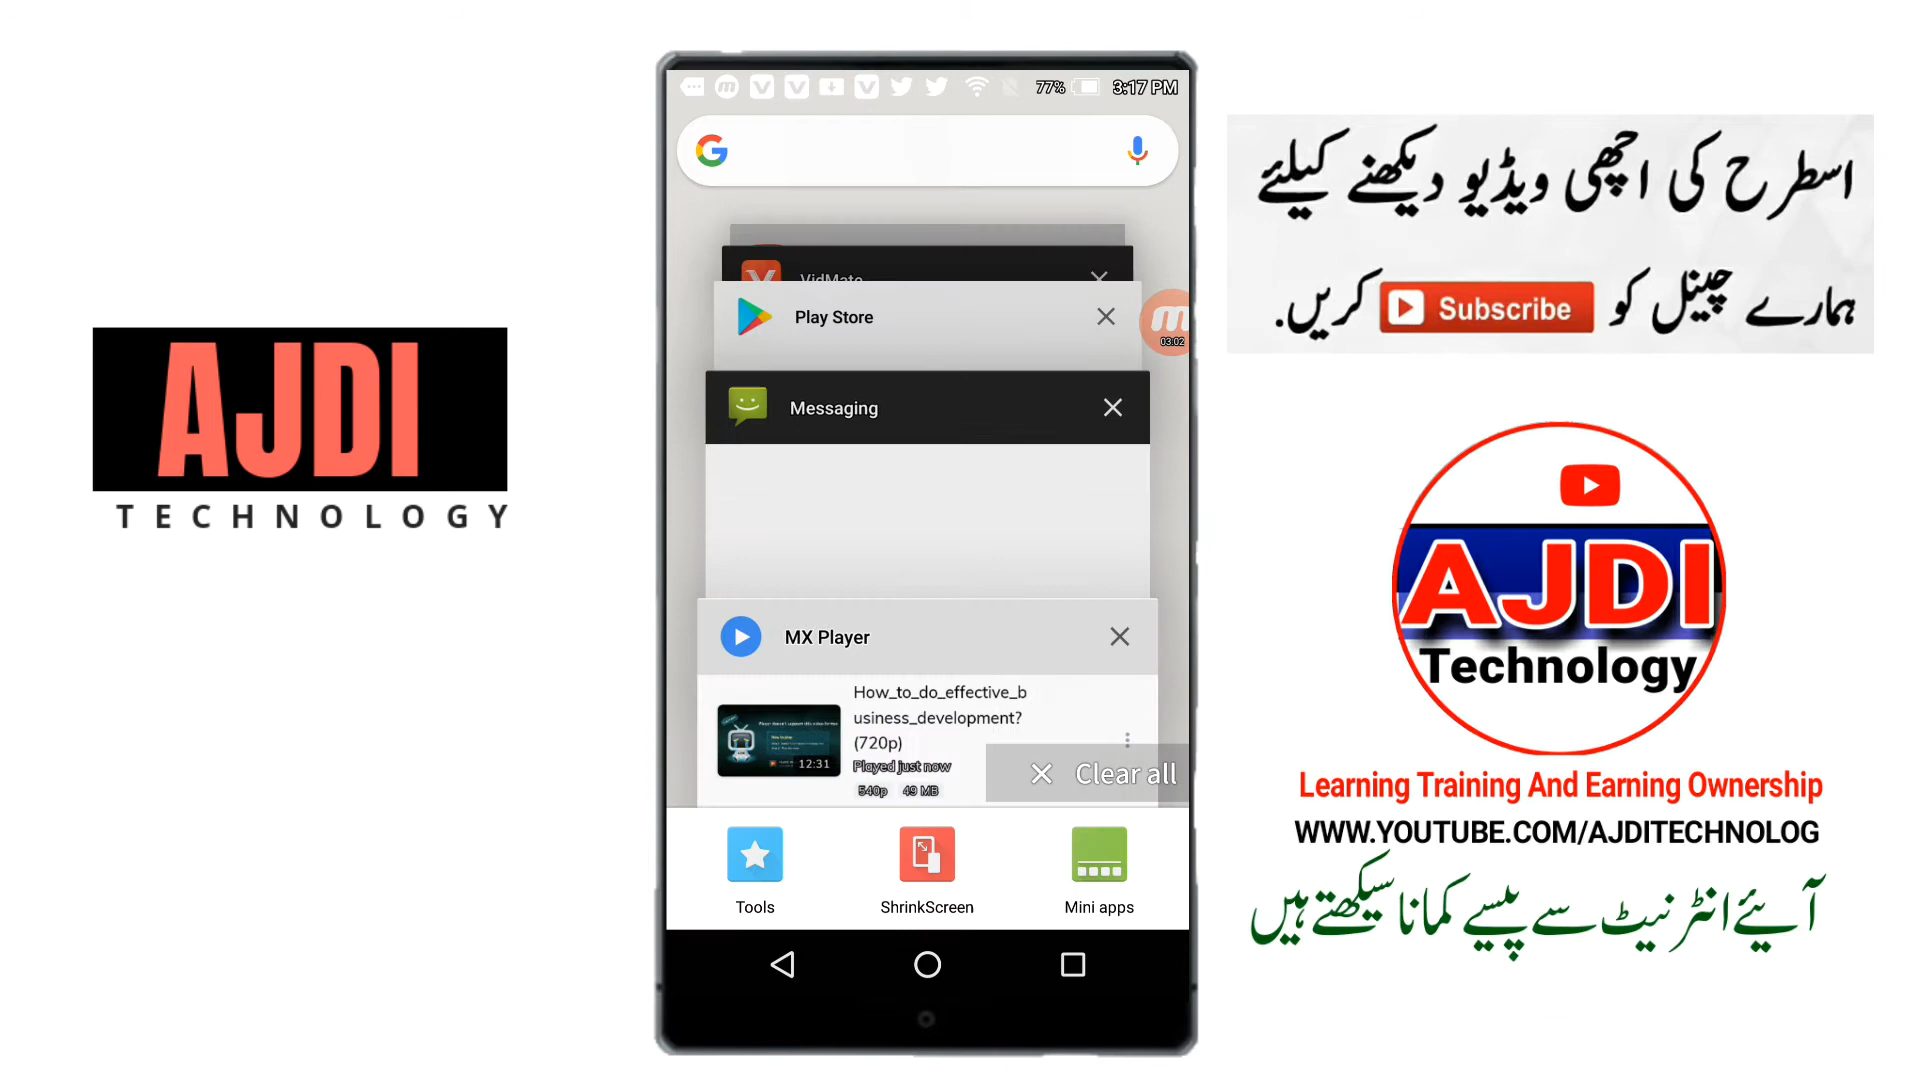 AJDI
TECHNOLOGY
77%
3:17 PM
VidMate
Play Store
03:02
Messaging
MX Player
How_to_do_effective_b
usiness_development?
(720p)
Played just now
540p 49 MB
12:31
Clear all
Tools
ShrinkScreen
Mini apps
اسطرح کی اچھی ویڈیو دیکھنے کیلئے
ہمارے چینل کو Subscribe کریں.
AJDI
Technology
Learning Training And Earning Ownership
WWW.YOUTUBE.COM/AJDITECHNOLOG
آیئے انٹرنیٹ سے پیسے کمانا سیکھتے ہیں